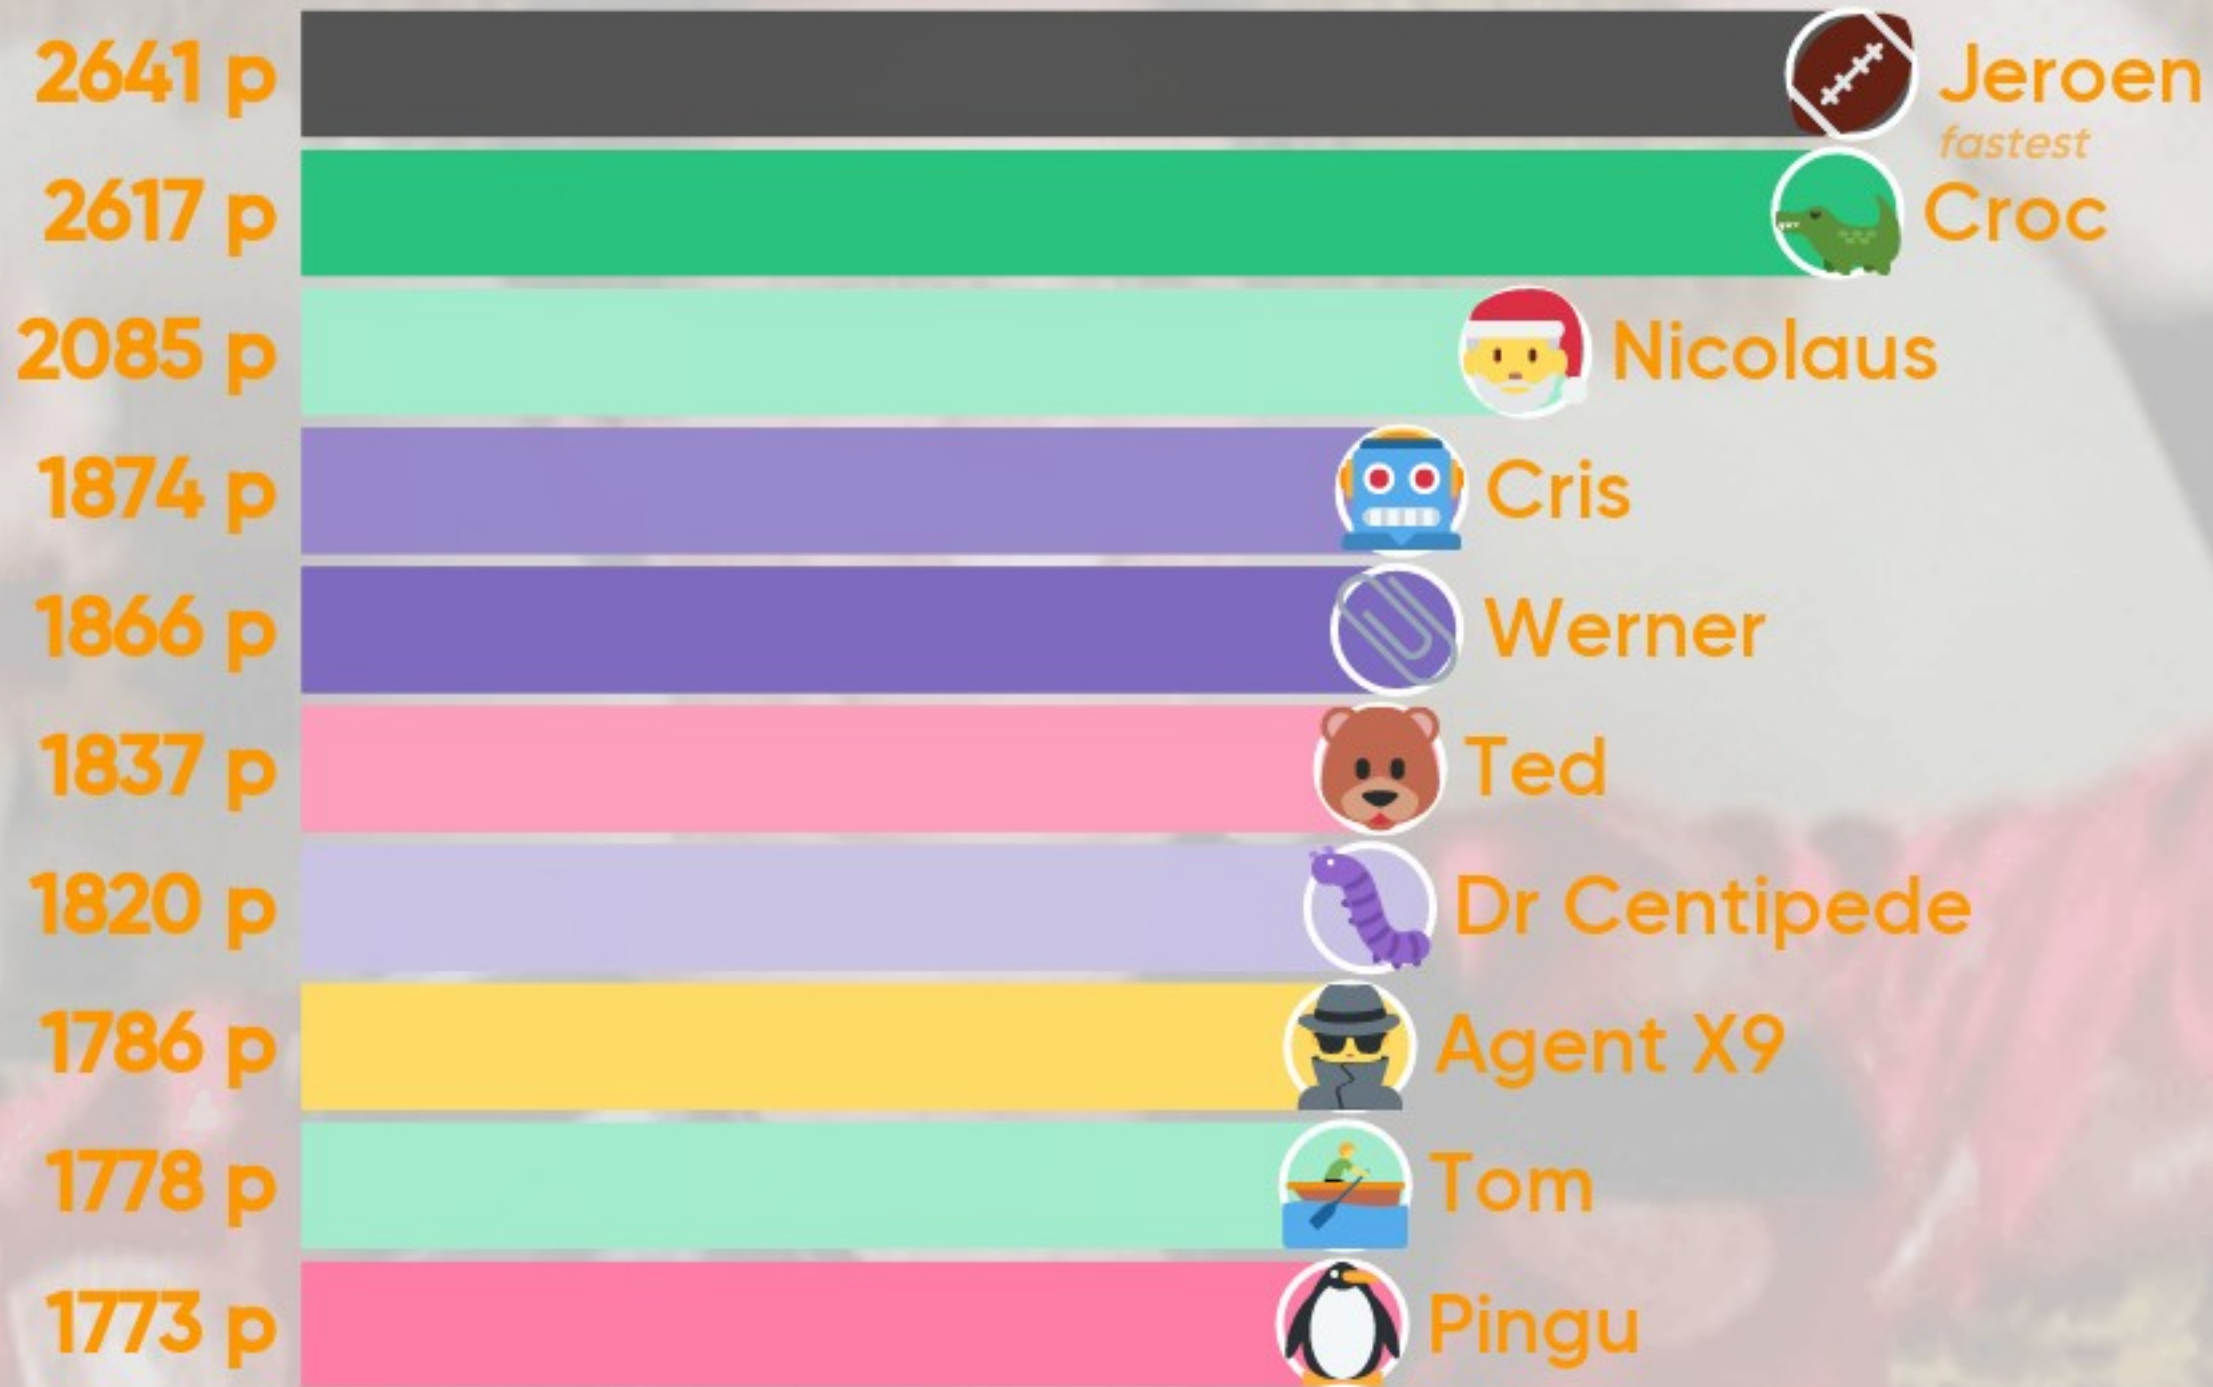 2641 p Jeroen
fastest
2617 p Croc
2085 p Nicolaus
1874 p Cris
1866 p Werner
1837 p Ted
1820 p Dr Centipede
1786 p Agent X9
1778 p Tom
1773 p Pingu